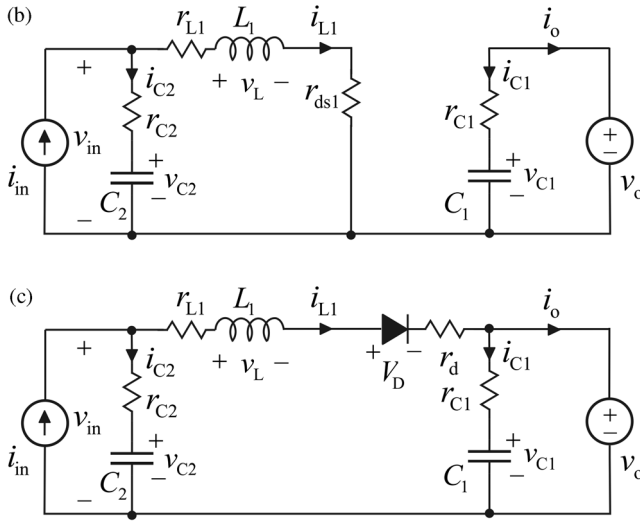 (b)
r_L1 L_1 i_L1 i_o
+ i_C2 + v_L − i_C1
r_C2 r_ds1 r_C1
i_in v_in + + + −
− C_2 − v_C2 C_1 − v_C1 v_o
(c)
r_L1 L_1 i_L1 i_o
+ i_C2 + v_L − + V_D − r_d i_C1
r_C2 r_C1
i_in v_in + + + −
− C_2 − v_C2 C_1 − v_C1 v_o